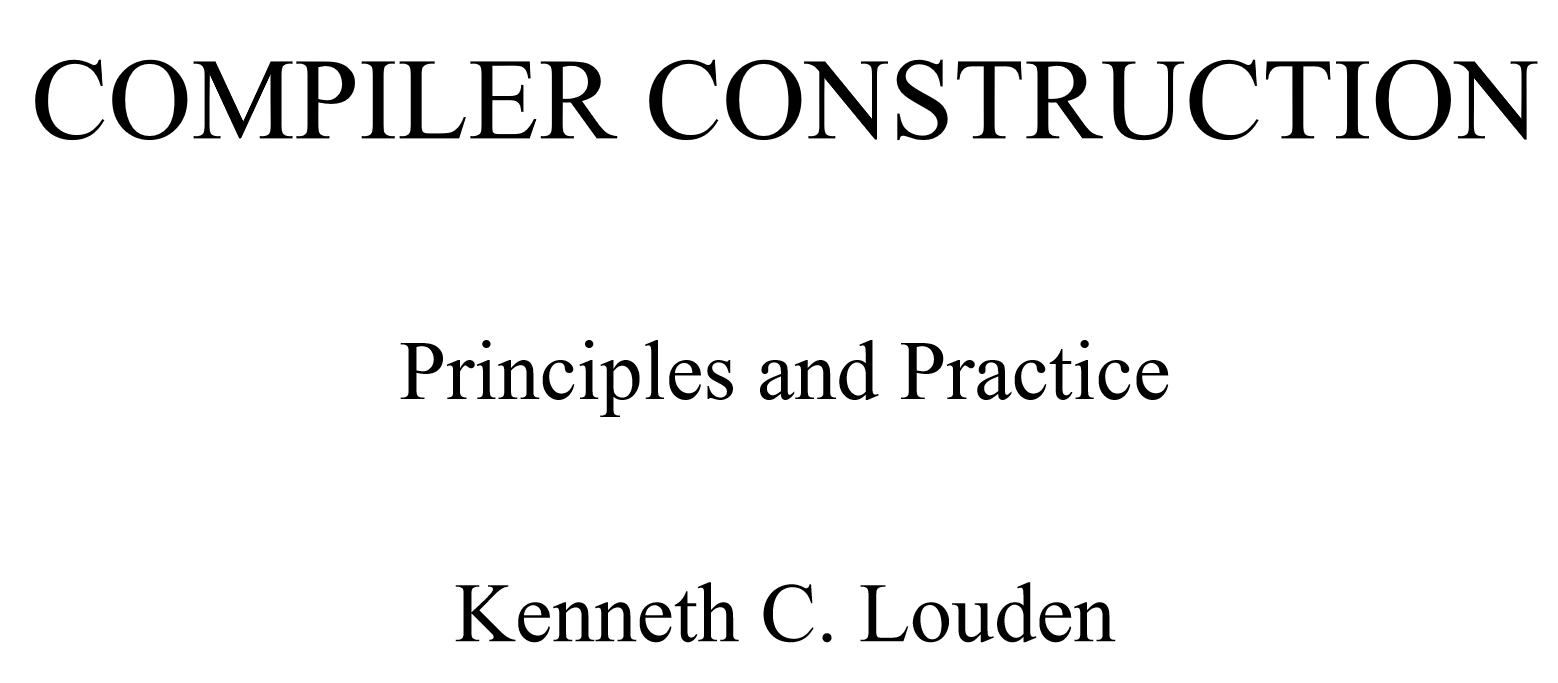 COMPILER CONSTRUCTION
Principles and Practice
Kenneth C. Louden